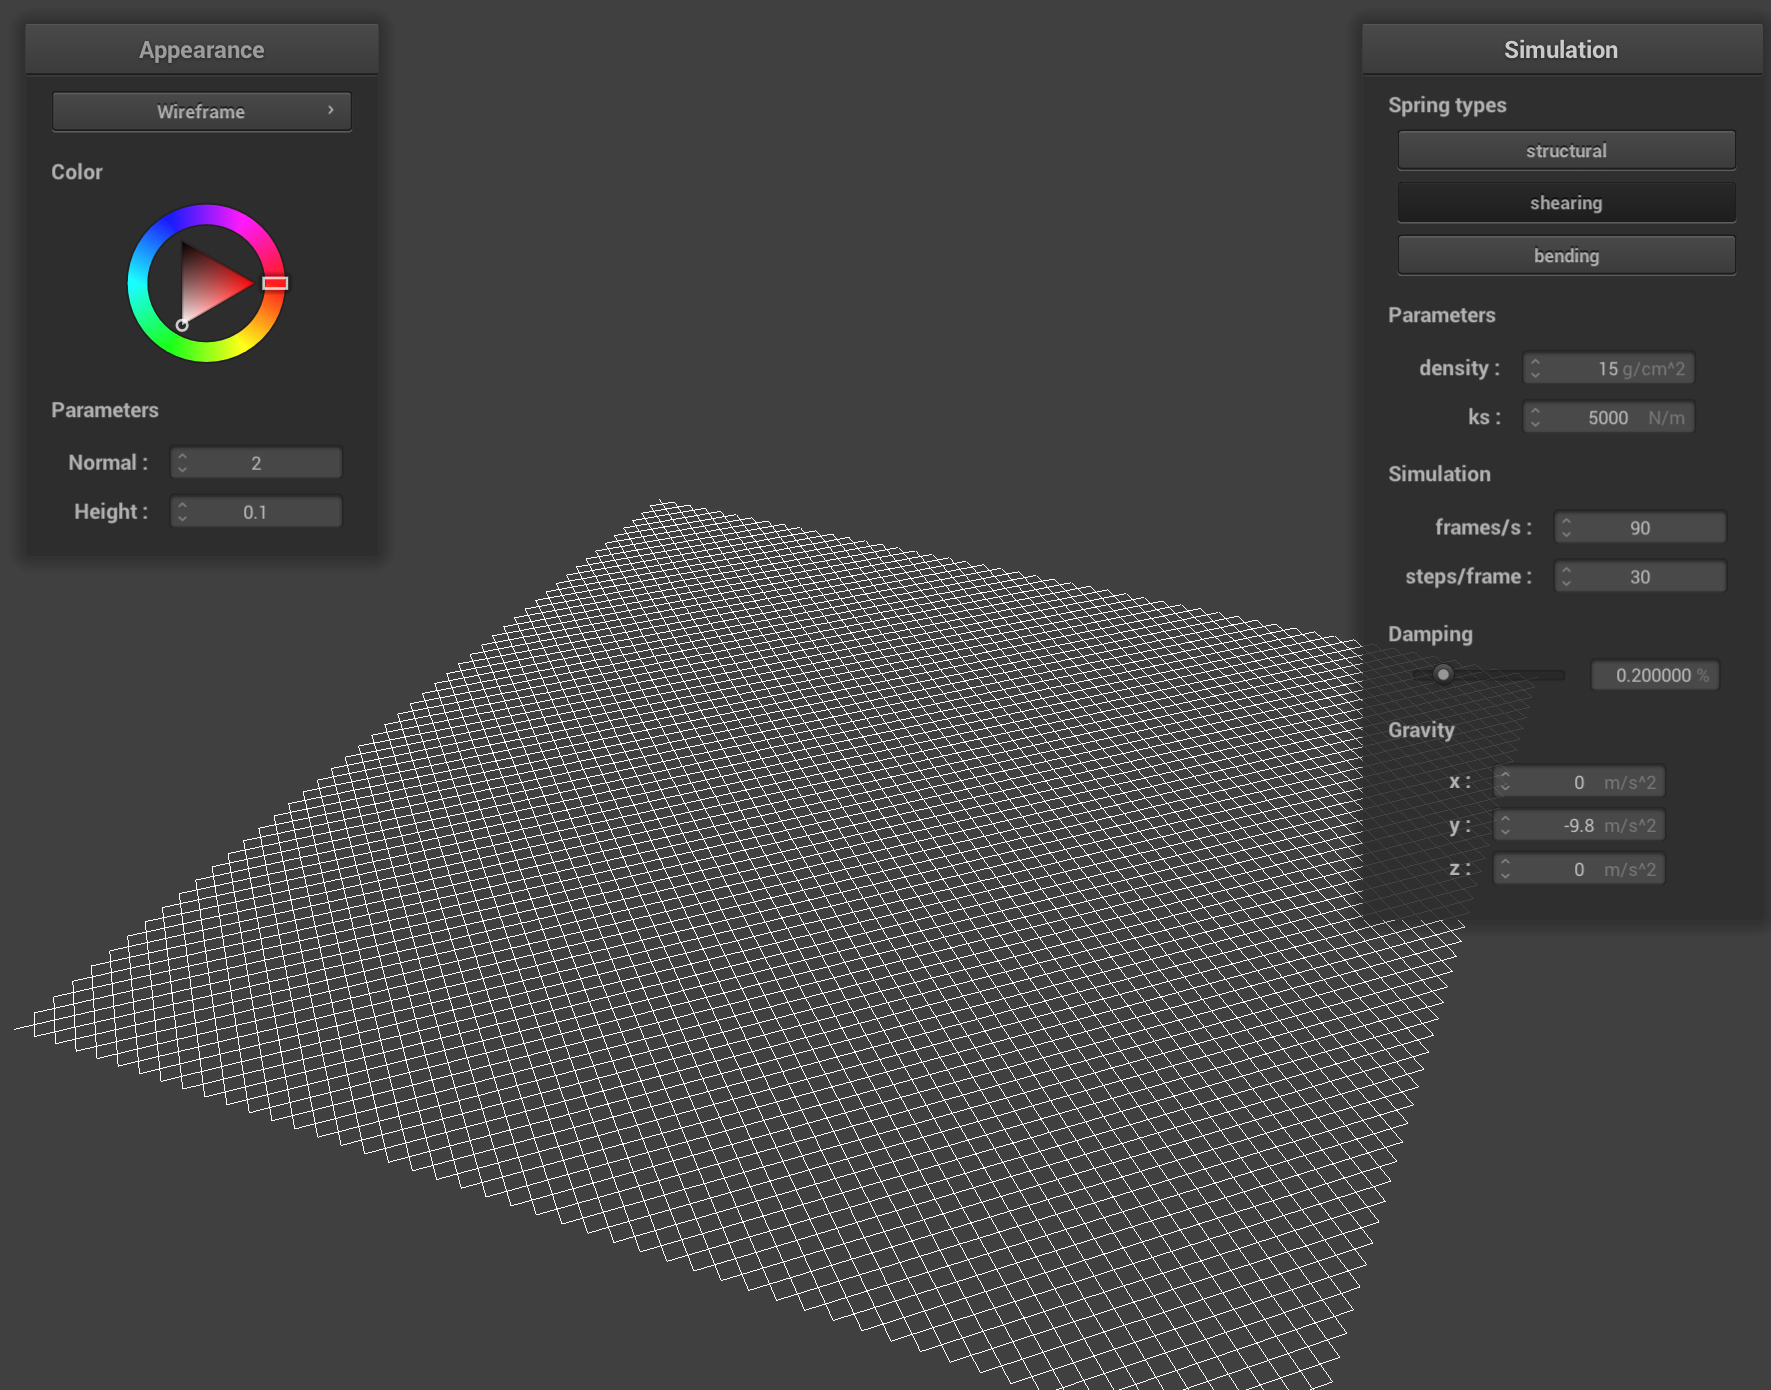 Appearance
Wireframe
Color
Parameters
Normal : 2
Height : 0.1
Simulation
Spring types
structural
shearing
bending
Parameters
density : 15 g/cm^2
ks : 5000 N/m
Simulation
frames/s : 90
steps/frame : 30
Damping
0.200000 %
Gravity
x : 0 m/s^2
y : -9.8 m/s^2
z : 0 m/s^2